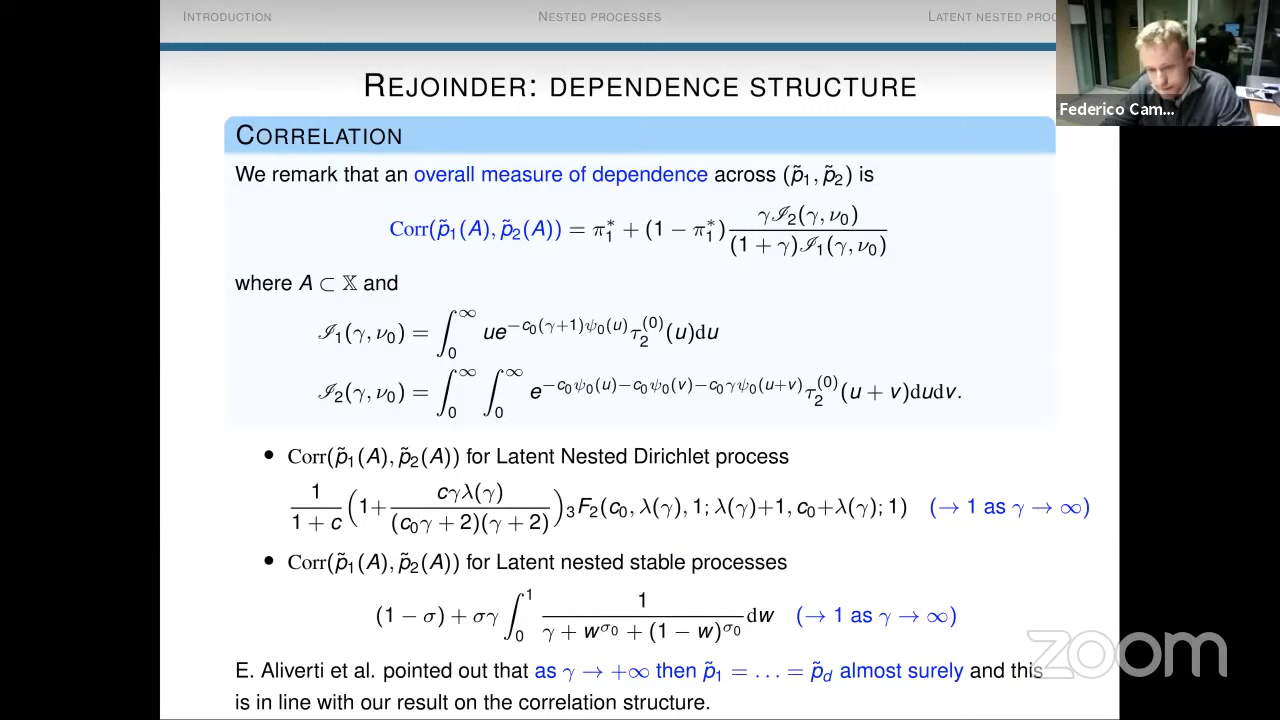 INTRODUCTION NESTED PROCESSES LATENT NESTED PROC
Federico Cam...
REJOINDER: DEPENDENCE STRUCTURE
CORRELATION
We remark that an overall measure of dependence across (p̃₁, p̃₂) is
Corr(p̃₁(A), p̃₂(A)) = π₁* + (1 − π₁*) γℐ₂(γ, ν₀) / (1 + γ)ℐ₁(γ, ν₀)
where A ⊂ 𝕏 and
ℐ₁(γ, ν₀) = ∫₀^∞ u e^{−c₀(γ+1)ψ₀(u)} τ₂^{(0)}(u)du
ℐ₂(γ, ν₀) = ∫₀^∞ ∫₀^∞ e^{−c₀ψ₀(u)−c₀ψ₀(v)−c₀γψ₀(u+v)} τ₂^{(0)}(u + v)dudv.
• Corr(p̃₁(A), p̃₂(A)) for Latent Nested Dirichlet process
1/(1 + c) (1 + cγλ(γ) / (c₀γ + 2)(γ + 2)) ₃F₂(c₀, λ(γ), 1; λ(γ)+1, c₀+λ(γ); 1) (→ 1 as γ → ∞)
• Corr(p̃₁(A), p̃₂(A)) for Latent nested stable processes
(1 − σ) + σγ ∫₀¹ 1 / (γ + w^{σ₀} + (1 − w)^{σ₀}) dw (→ 1 as γ → ∞)
E. Aliverti et al. pointed out that as γ → +∞ then p̃₁ = … = p̃_d almost surely and this
is in line with our result on the correlation structure.
zoom